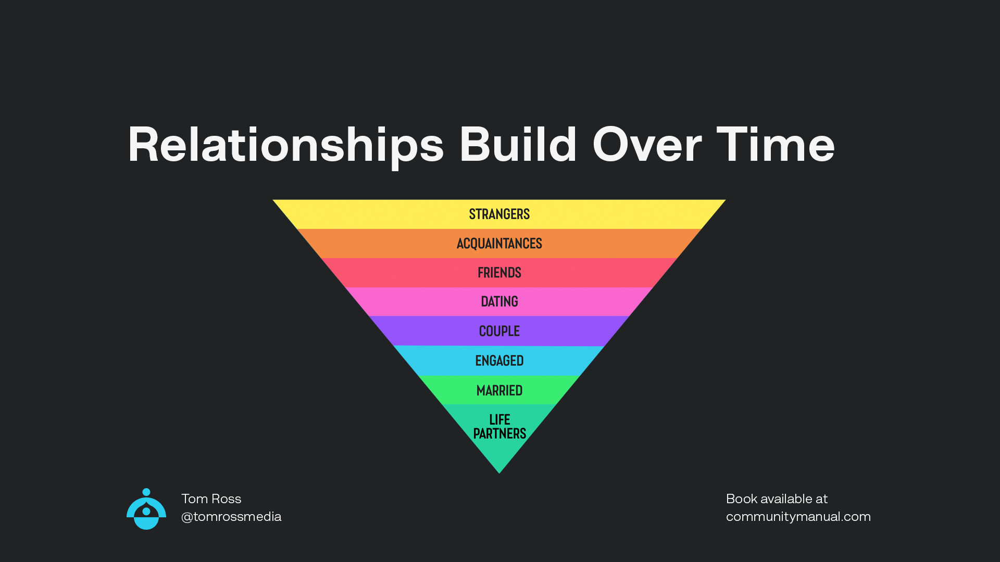 Relationships Build Over Time
STRANGERS
ACQUAINTANCES
FRIENDS
DATING
COUPLE
ENGAGED
MARRIED
LIFE
PARTNERS
Tom Ross
@tomrossmedia
Book available at
communitymanual.com